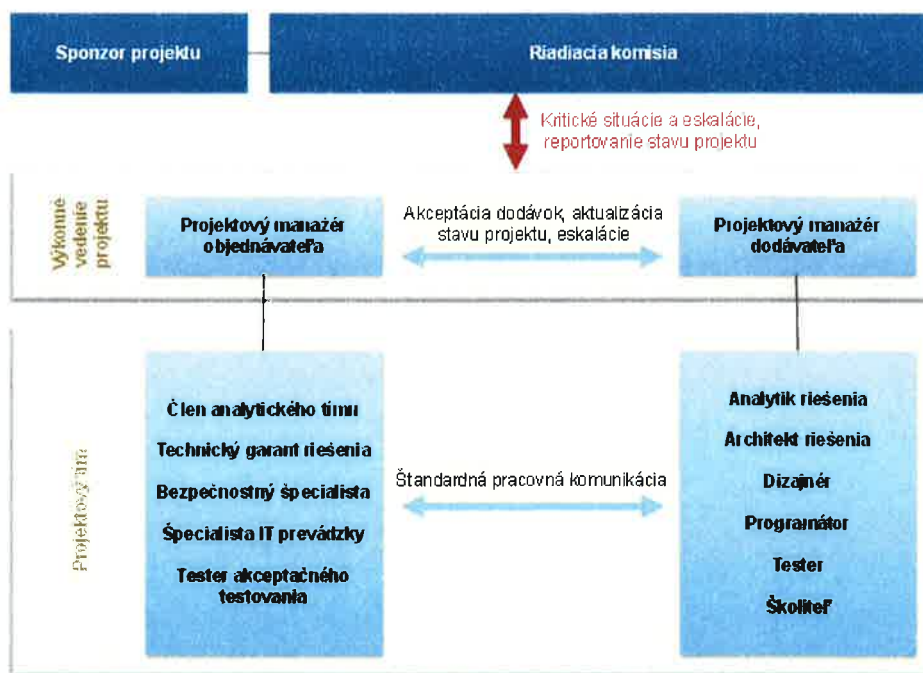 Sponzor projektu
Riadiacia komisia
Kritické situácie a eskalácie,
reportovanie stavu projektu
Výkonné
vedenie
projektu
Projektový manažér
objednávateľa
Akceptácia dodávok, aktualizácia
stavu projektu, eskalácie
Projektový manažér
dodávateľa
Projektový tím
Člen analytického tímu
Technický garant riešenia
Bezpečnostný špecialista
Špecialista IT prevádzky
Tester akceptačného
testovania
Štandardná pracovná komunikácia
Analytik riešenia
Architekt riešenia
Dizajnér
Programátor
Tester
Školiteľ